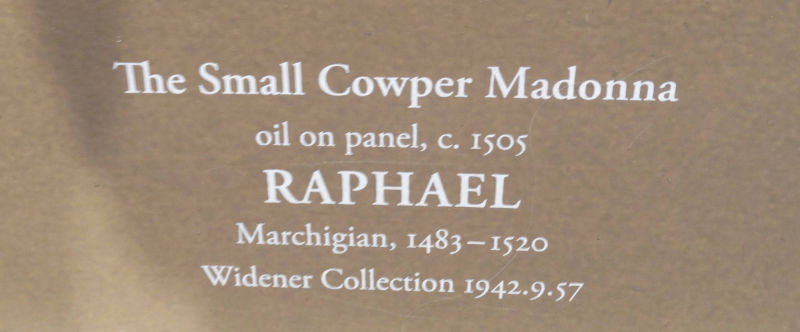 The Small Cowper Madonna
oil on panel, c. 1505
RAPHAEL
Marchigian, 1483–1520
Widener Collection 1942.9.57